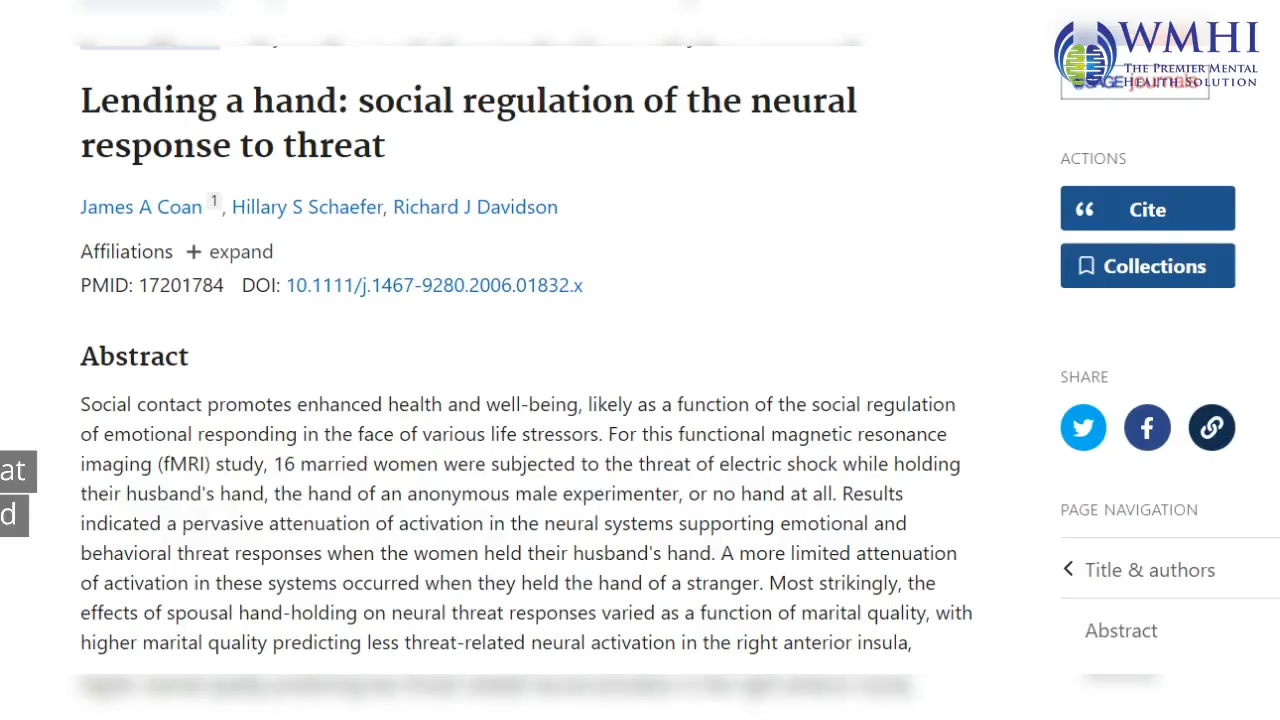 WMHI
THE PREMIER MENTAL
HEALTH SOLUTION
SAGE journals
Lending a hand: social regulation of the neural
response to threat
James A Coan 1, Hillary S Schaefer, Richard J Davidson
Affiliations + expand
PMID: 17201784 DOI: 10.1111/j.1467-9280.2006.01832.x
Abstract
Social contact promotes enhanced health and well-being, likely as a function of the social regulation
of emotional responding in the face of various life stressors. For this functional magnetic resonance
imaging (fMRI) study, 16 married women were subjected to the threat of electric shock while holding
their husband's hand, the hand of an anonymous male experimenter, or no hand at all. Results
indicated a pervasive attenuation of activation in the neural systems supporting emotional and
behavioral threat responses when the women held their husband's hand. A more limited attenuation
of activation in these systems occurred when they held the hand of a stranger. Most strikingly, the
effects of spousal hand-holding on neural threat responses varied as a function of marital quality, with
higher marital quality predicting less threat-related neural activation in the right anterior insula,
at
d
ACTIONS
Cite
Collections
SHARE
PAGE NAVIGATION
Title & authors
Abstract